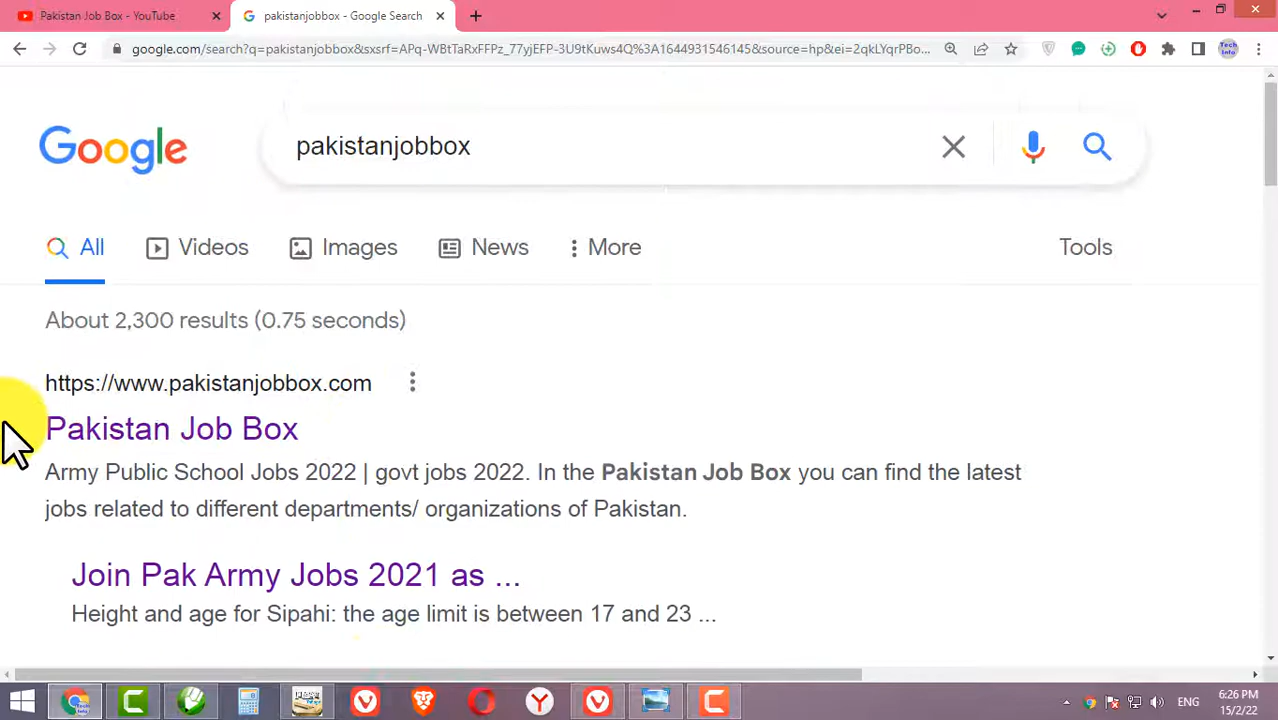 Pakistan Job Box - YouTube
pakistanjobbox - Google Search
google.com/search?q=pakistanjobbox&sxsrf=APq-WBtTaRxFFPz_77yjEFP-3U9tKuws4Q%3A1644931546145&source=hp&ei=2qkLYqrPBo...
Tech Info
Google
pakistanjobbox
All Videos Images News More Tools
About 2,300 results (0.75 seconds)
https://www.pakistanjobbox.com
Pakistan Job Box
Army Public School Jobs 2022 | govt jobs 2022. In the Pakistan Job Box you can find the latest
jobs related to different departments/ organizations of Pakistan.
Join Pak Army Jobs 2021 as ...
Height and age for Sipahi: the age limit is between 17 and 23 ...
ENG
6:26 PM
15/2/22